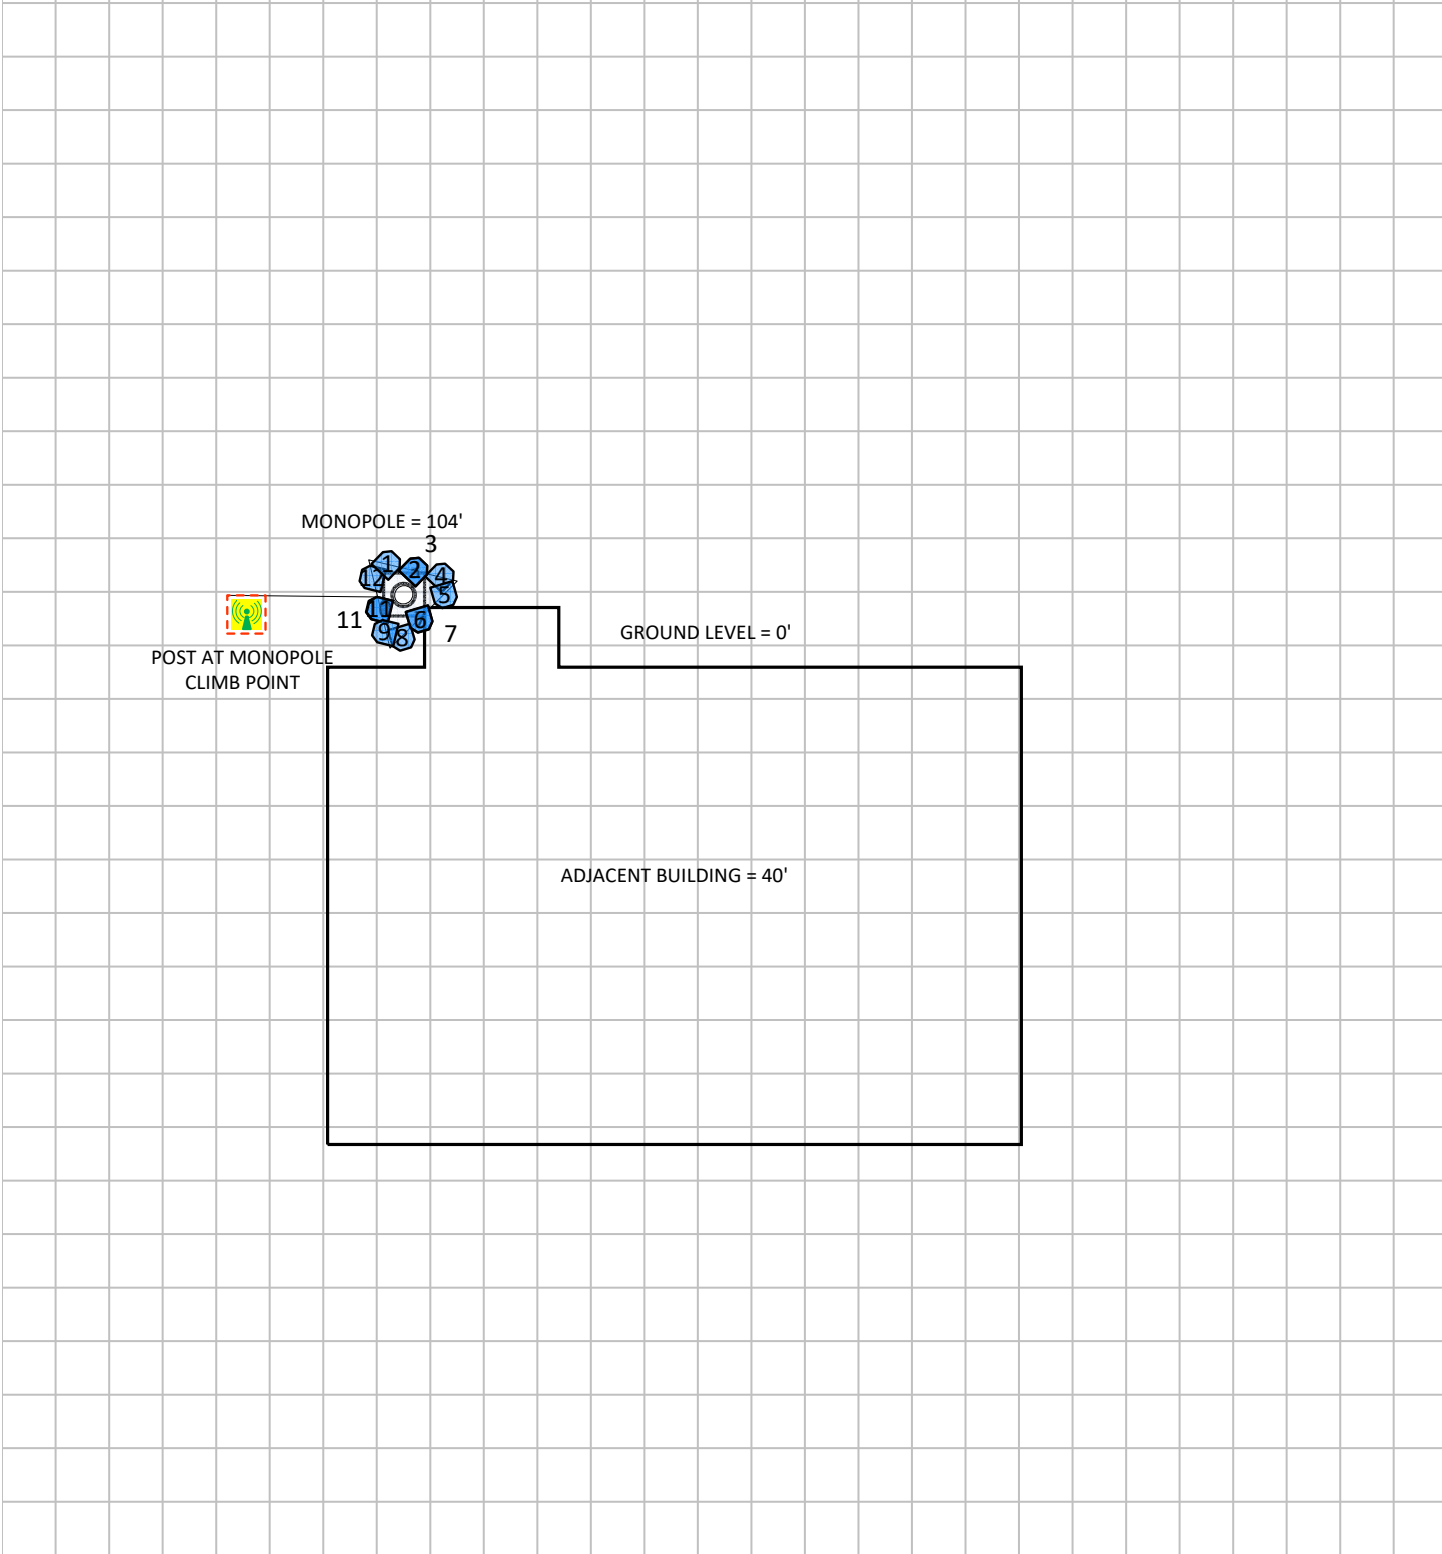 MONOPOLE = 104'
3
1
2
4
12
5
11
6
11
9
8
7
GROUND LEVEL = 0'
POST AT MONOPOLE
CLIMB POINT
ADJACENT BUILDING = 40'